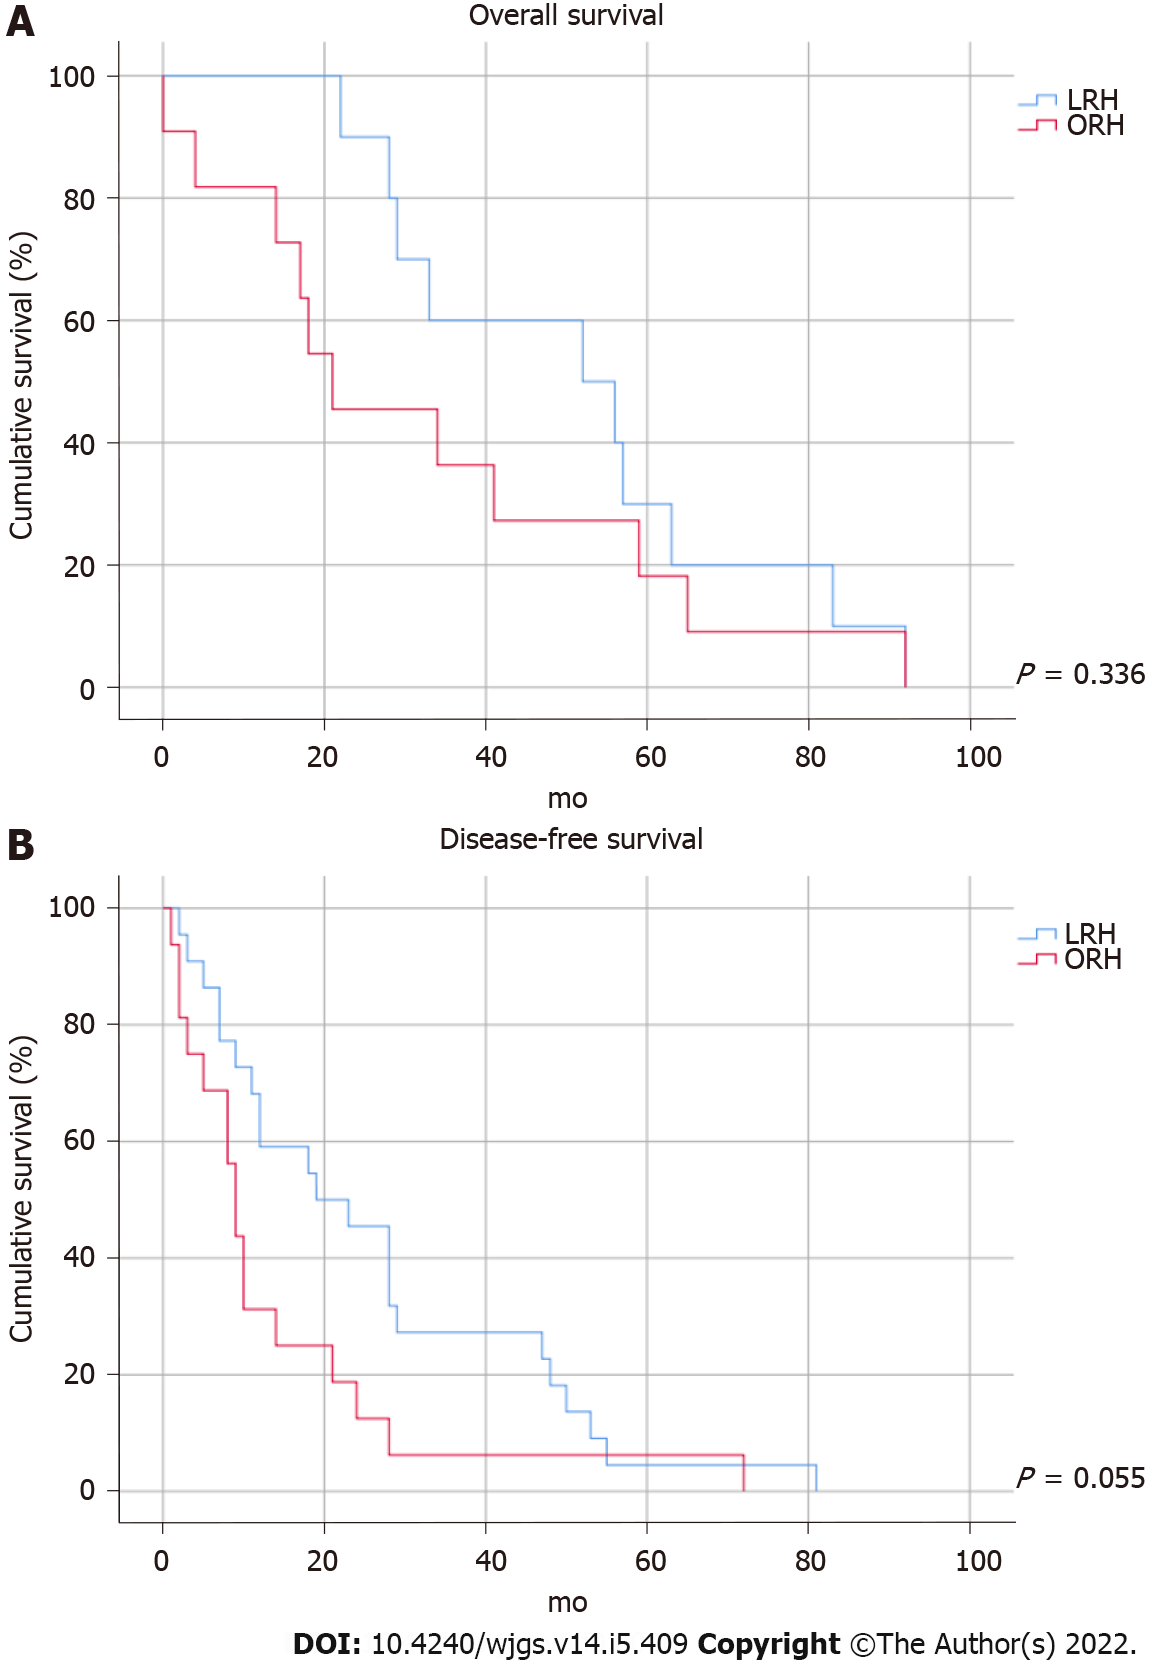 A
Overall survival
LRH
ORH
Cumulative survival (%)
100
80
60
40
20
0
P = 0.336
0 20 40 60 80 100
mo
B
Disease-free survival
LRH
ORH
Cumulative survival (%)
100
80
60
40
20
0
P = 0.055
0 20 40 60 80 100
mo
DOI: 10.4240/wjgs.v14.i5.409 Copyright ©The Author(s) 2022.